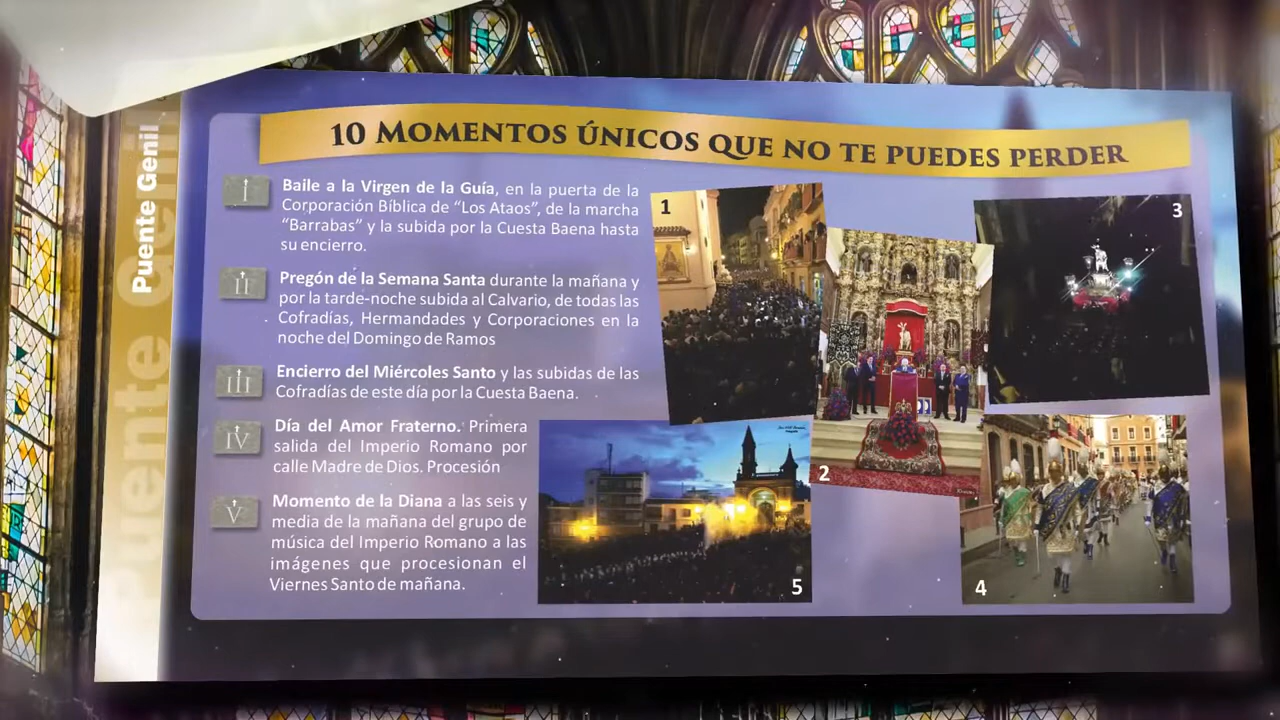 Puente Genil
Puente Genil
10 MOMENTOS ÚNICOS QUE NO TE PUEDES PERDER
I
Baile a la Virgen de la Guía, en la puerta de la
Corporación Bíblica de “Los Ataos”, de la marcha
“Barrabas” y la subida por la Cuesta Baena hasta
su encierro.
II
Pregón de la Semana Santa durante la mañana y
por la tarde-noche subida al Calvario, de todas las
Cofradías, Hermandades y Corporaciones en la
noche del Domingo de Ramos
III
Encierro del Miércoles Santo y las subidas de las
Cofradías de este día por la Cuesta Baena.
IV
Día del Amor Fraterno. Primera
salida del Imperio Romano por
calle Madre de Dios. Procesión
V
Momento de la Diana a las seis y
media de la mañana del grupo de
música del Imperio Romano a las
imágenes que procesionan el
Viernes Santo de mañana.
1
3
2
5
4